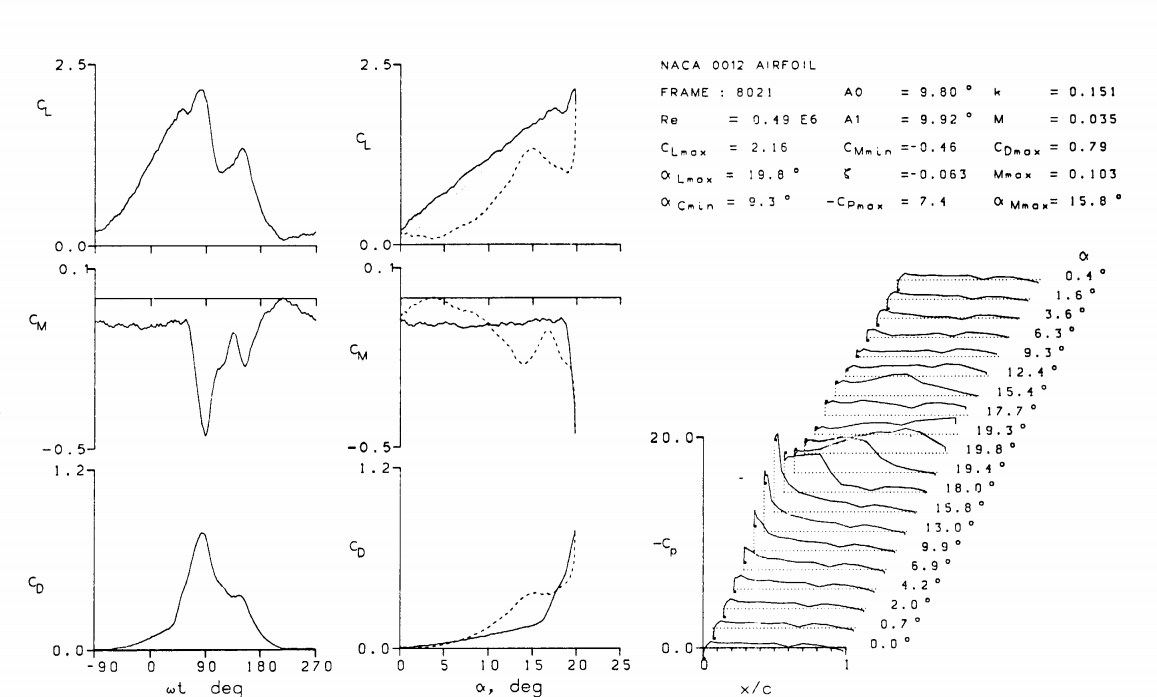 NACA 0012 AIRFOIL
FRAME : 8021 A0 = 9.80 ° k = 0.151
Re = 0.49 E6 A1 = 9.92 ° M = 0.035
CLmax = 2.16 CMmin =-0.46 CDmax = 0.79
α Lmax = 19.8 ° ζ =-0.063 Mmax = 0.103
α Cmin = 9.3 ° -CPmax = 7.4 α Mmax= 15.8 °
2.5
CL
0.0
2.5
CL
0.0
0.1
CM
-0.5
0.1
CM
-0.5
1.2
CD
0.0
-90 0 90 180 270
ωt deg
1.2
CD
0.0
0 5 10 15 20 25
α, deg
α
0.4 °
1.6 °
3.6 °
6.3 °
9.3 °
12.4 °
15.4 °
17.7 °
19.3 °
19.8 °
19.4 °
18.0 °
15.8 °
13.0 °
9.9 °
6.9 °
4.2 °
2.0 °
0.7 °
0.0 °
20.0
-Cp
0.0
0 1
x/c